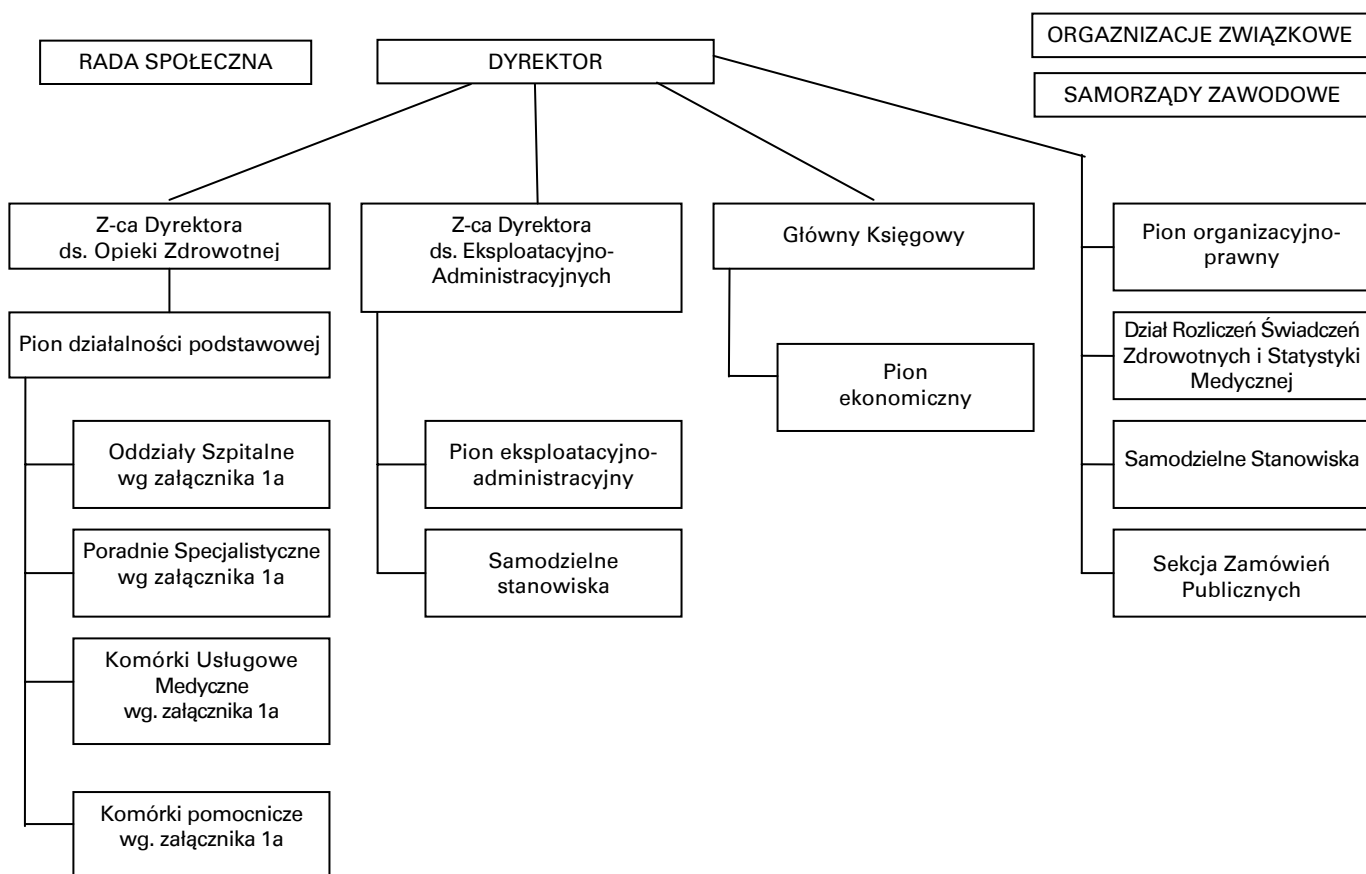 RADA SPOŁECZNA
DYREKTOR
ORGAZNIZACJE ZWIĄZKOWE
SAMORZĄDY ZAWODOWE
Z-ca Dyrektora
ds. Opieki Zdrowotnej
Z-ca Dyrektora
ds. Eksploatacyjno-
Administracyjnych
Główny Księgowy
Pion organizacyjno-
prawny
Pion działalności podstawowej
Pion
ekonomiczny
Dział Rozliczeń Świadczeń
Zdrowotnych i Statystyki
Medycznej
Oddziały Szpitalne
wg załącznika 1a
Pion eksploatacyjno-
administracyjny
Samodzielne Stanowiska
Poradnie Specjalistyczne
wg załącznika 1a
Samodzielne
stanowiska
Sekcja Zamówień
Publicznych
Komórki Usługowe
Medyczne
wg. załącznika 1a
Komórki pomocnicze
wg. załącznika 1a